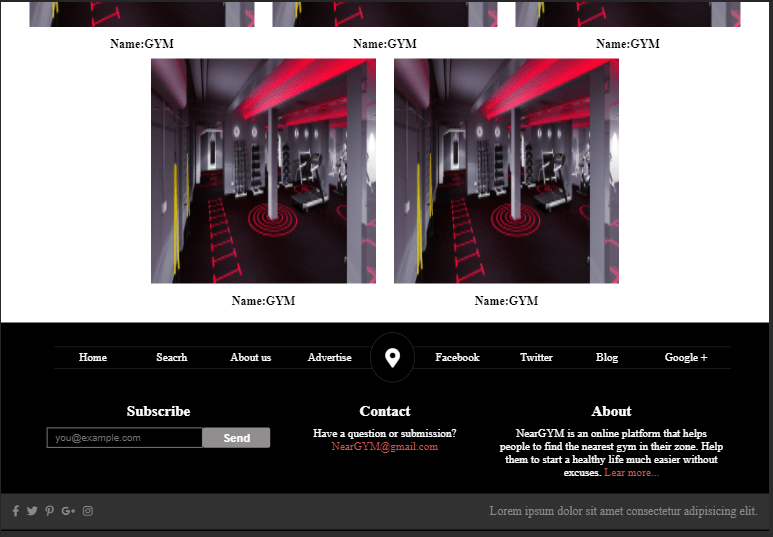 Name:GYM Name:GYM Name:GYM
Name:GYM Name:GYM
Home Seacrh About us Advertise Facebook Twitter Blog Google +
Subscribe Contact About
you@example.com Send
Have a question or submission?
NearGYM@gmail.com
NearGYM is an online platform that helps
people to find the nearest gym in their zone. Help
them to start a healthy life much easier without
excuses. Lear more...
Lorem ipsum dolor sit amet consectetur adipisicing elit.